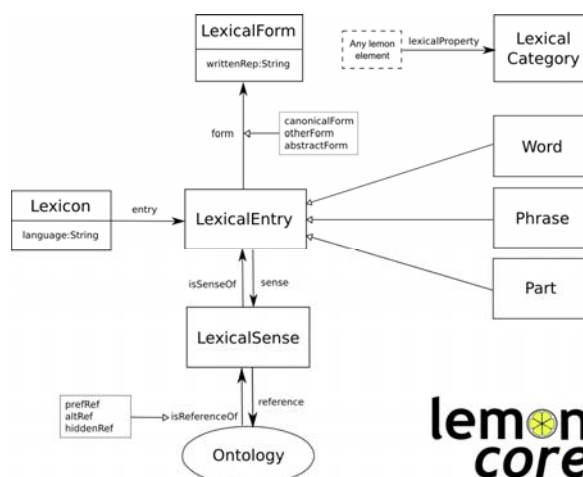 LexicalForm
writtenRep:String
Any lemon
element
lexicalProperty
Lexical
Category
form
canonicalForm
otherForm
abstractForm
Word
Lexicon
language:String
entry
LexicalEntry
Phrase
Part
isSenseOf
sense
LexicalSense
prefRef
altRef
hiddenRef
isReferenceOf
reference
Ontology
lemon
core